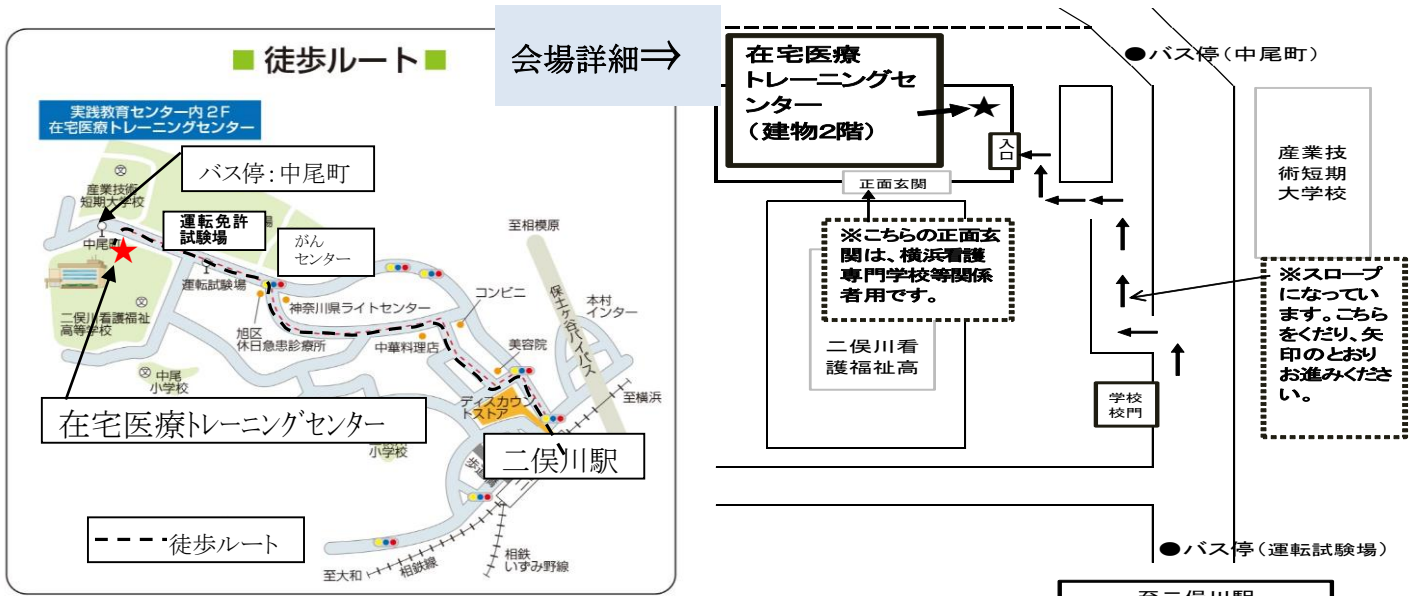 ■ 徒歩ルート ■
会場詳細⇒
実践教育センター内2F
在宅医療トレーニングセンター
バス停:中尾町
産業技術
短期大学校
中尾町
運転免許
試験場
がん
センター
至相模原
運転試験場
神奈川県ライトセンター
コンビニ
保土ヶ谷バイパス
本村
インター
二俣川看護福祉
高等学校
旭区
休日急患診療所
中華料理店
美容院
中尾
小学校
ディスカウン
トストア
至横浜
在宅医療トレーニングセンター
小学校
二俣川駅
徒歩ルート
至大和
相鉄線
相鉄
いずみ野線
在宅医療
トレーニングセ
ンター
(建物2階)
●バス停(中尾町)
入
口
正面玄関
産業技
術短期
大学校
※こちらの正面玄
関は、横浜看護
専門学校等関係
者用です。
※スロープ
になってい
ます。こちら
をくだり、矢
印のとおり
お進みくださ
い。
二俣川看
護福祉高
学校
校門
●バス停(運転試験場)
至二俣川駅